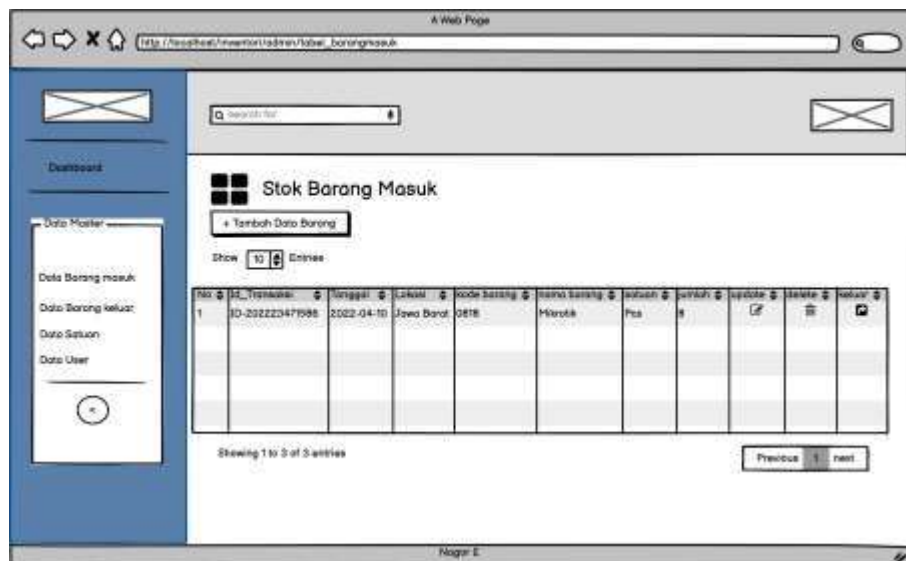 A Web Page
http://localhost/inventori/admin/tabel_barangmasuk
search for
Dashboard
Stok Barang Masuk
+ Tambah Data Barang
Data Master
Show 10 Entries
Data Barang masuk
Data Barang keluar
Data Satuan
Data User
<
No Id_Transaksi Tanggal Lokasi kode barang nama barang satuan jumlah update delete keluar
1 ID-202223471586 2022-04-10 Jawa Barat 0818 Mikrotik Pcs 8
Showing 1 to 3 of 3 entries
Previous 1 next
Nagar E